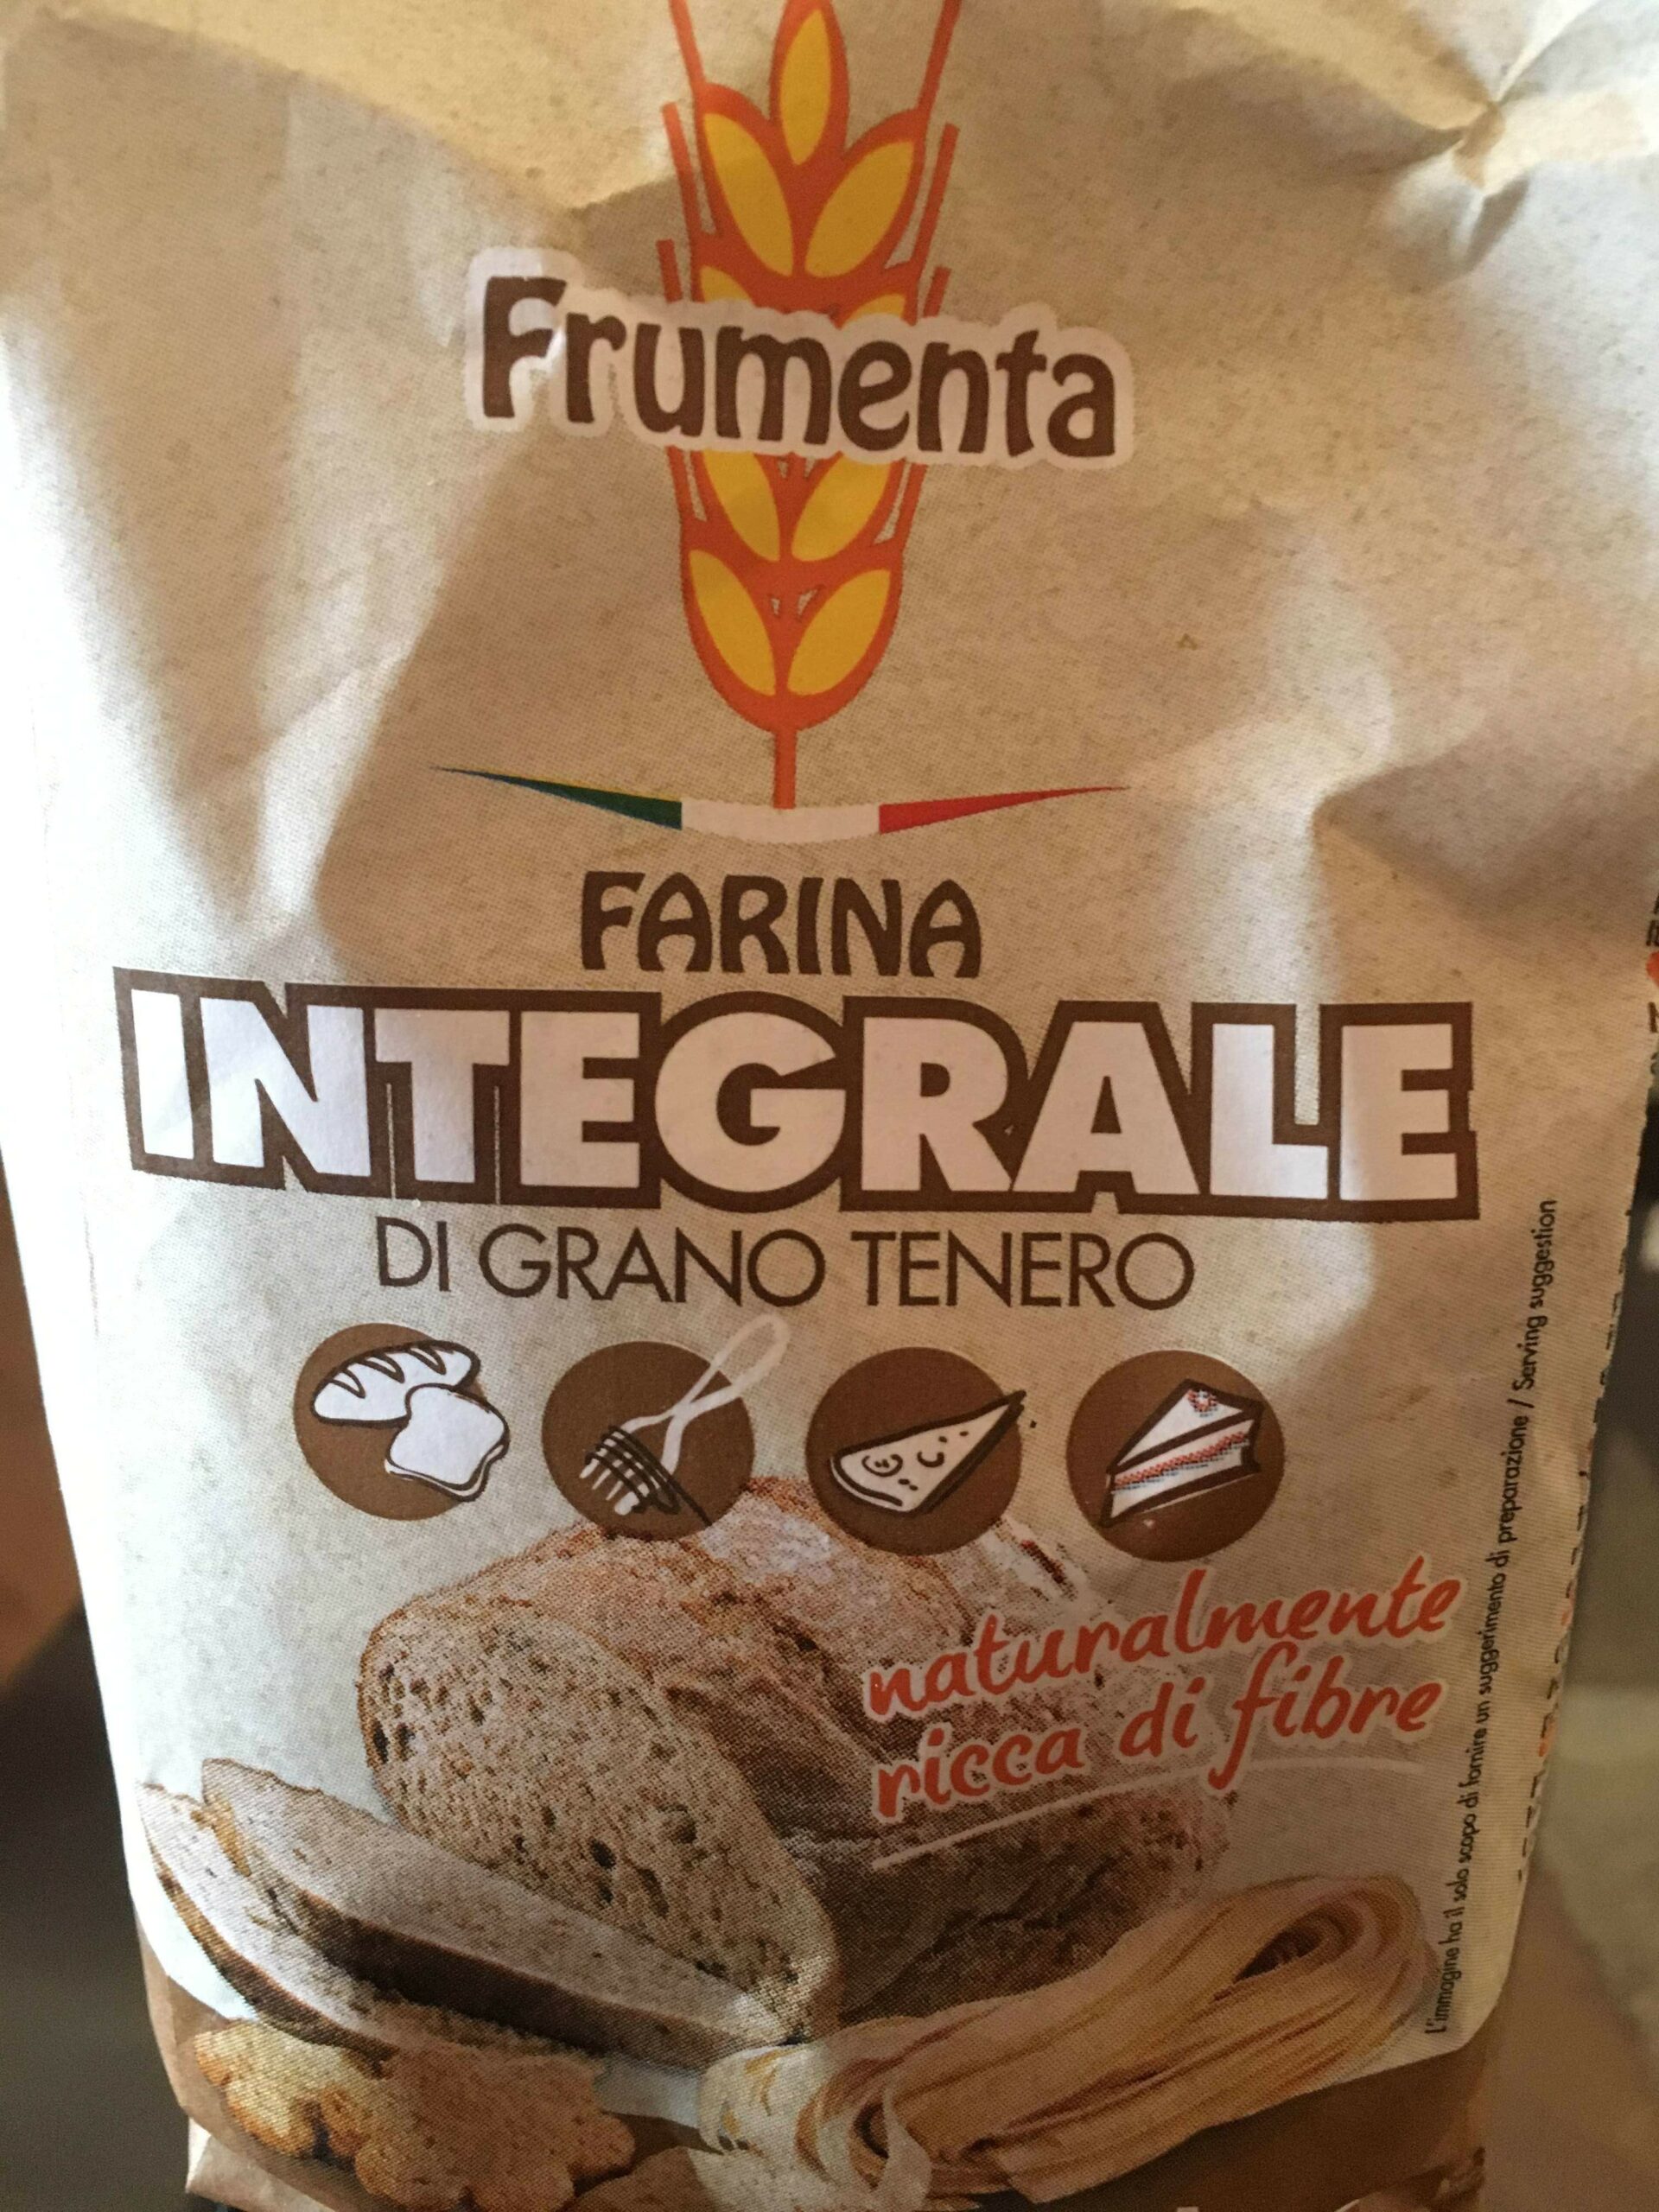 Frumenta
FARINA
INTEGRALE
DI GRANO TENERO
naturalmente
ricca di fibre
L'immagine ha il solo scopo di fornire un suggerimento di preparazione / Serving suggestion